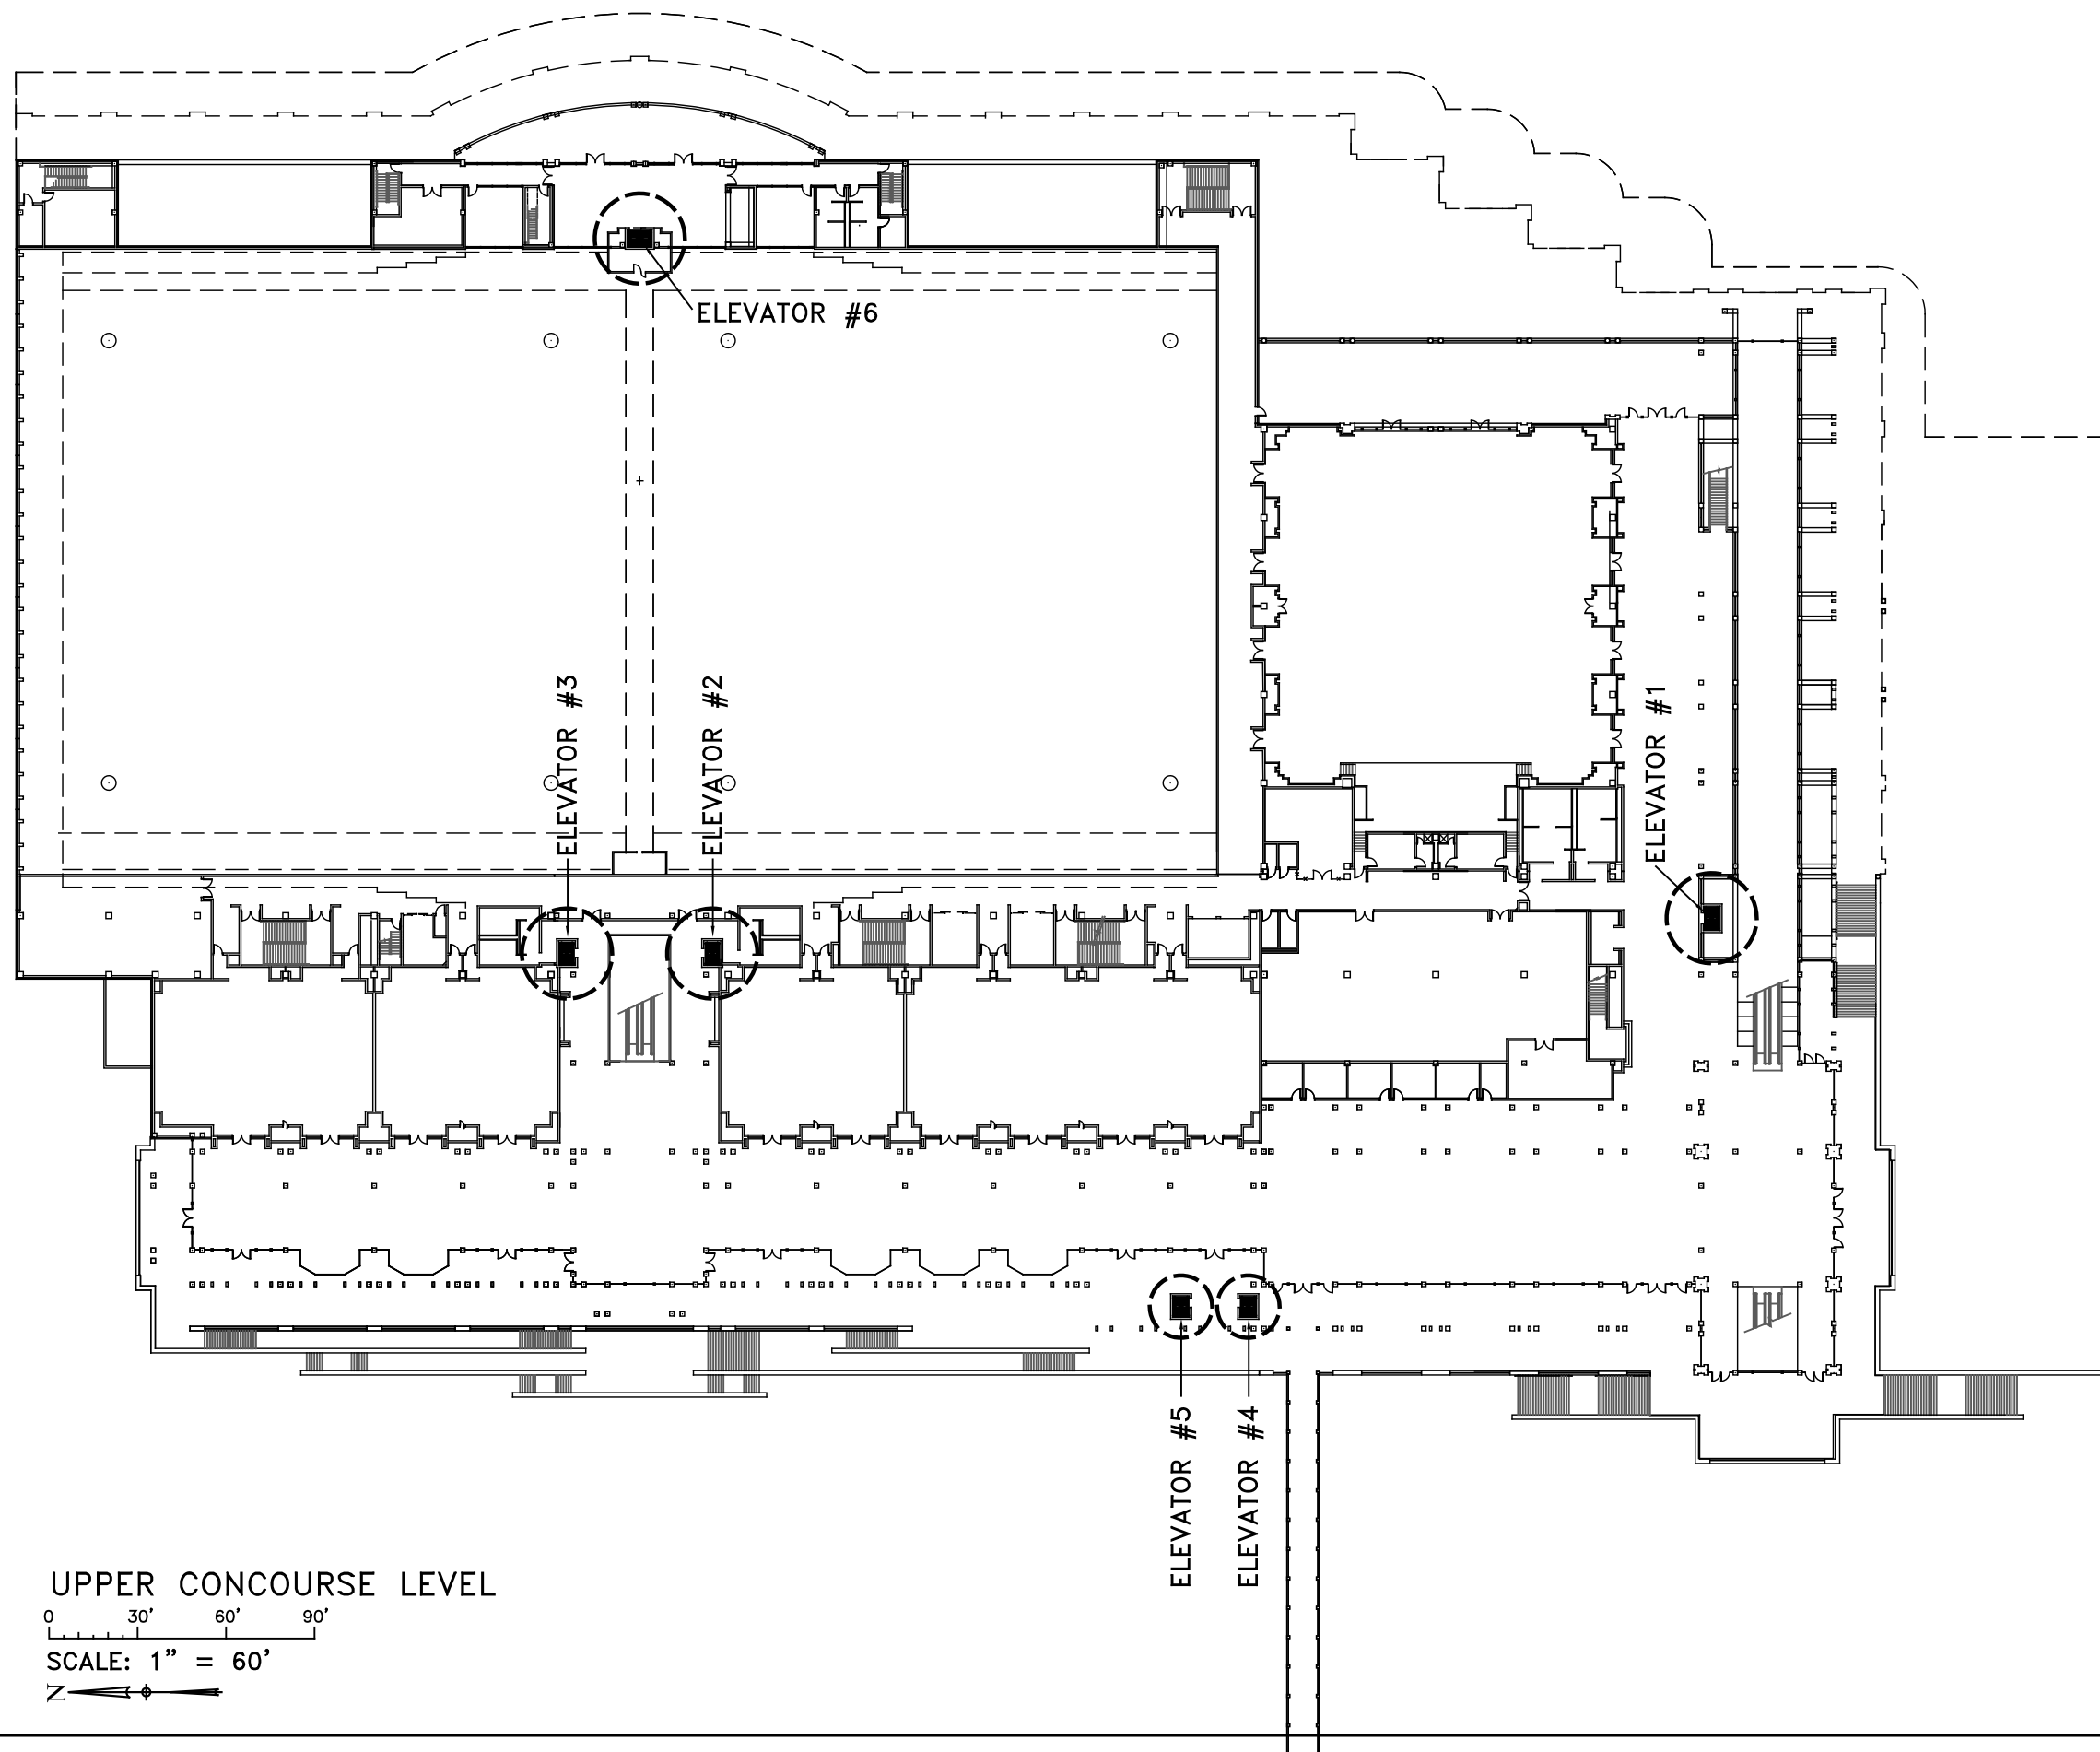 ELEVATOR #6
ELEVATOR #3
ELEVATOR #2
ELEVATOR #1
ELEVATOR #5
ELEVATOR #4
UPPER CONCOURSE LEVEL
0 30' 60' 90'
SCALE: 1" = 60'
N